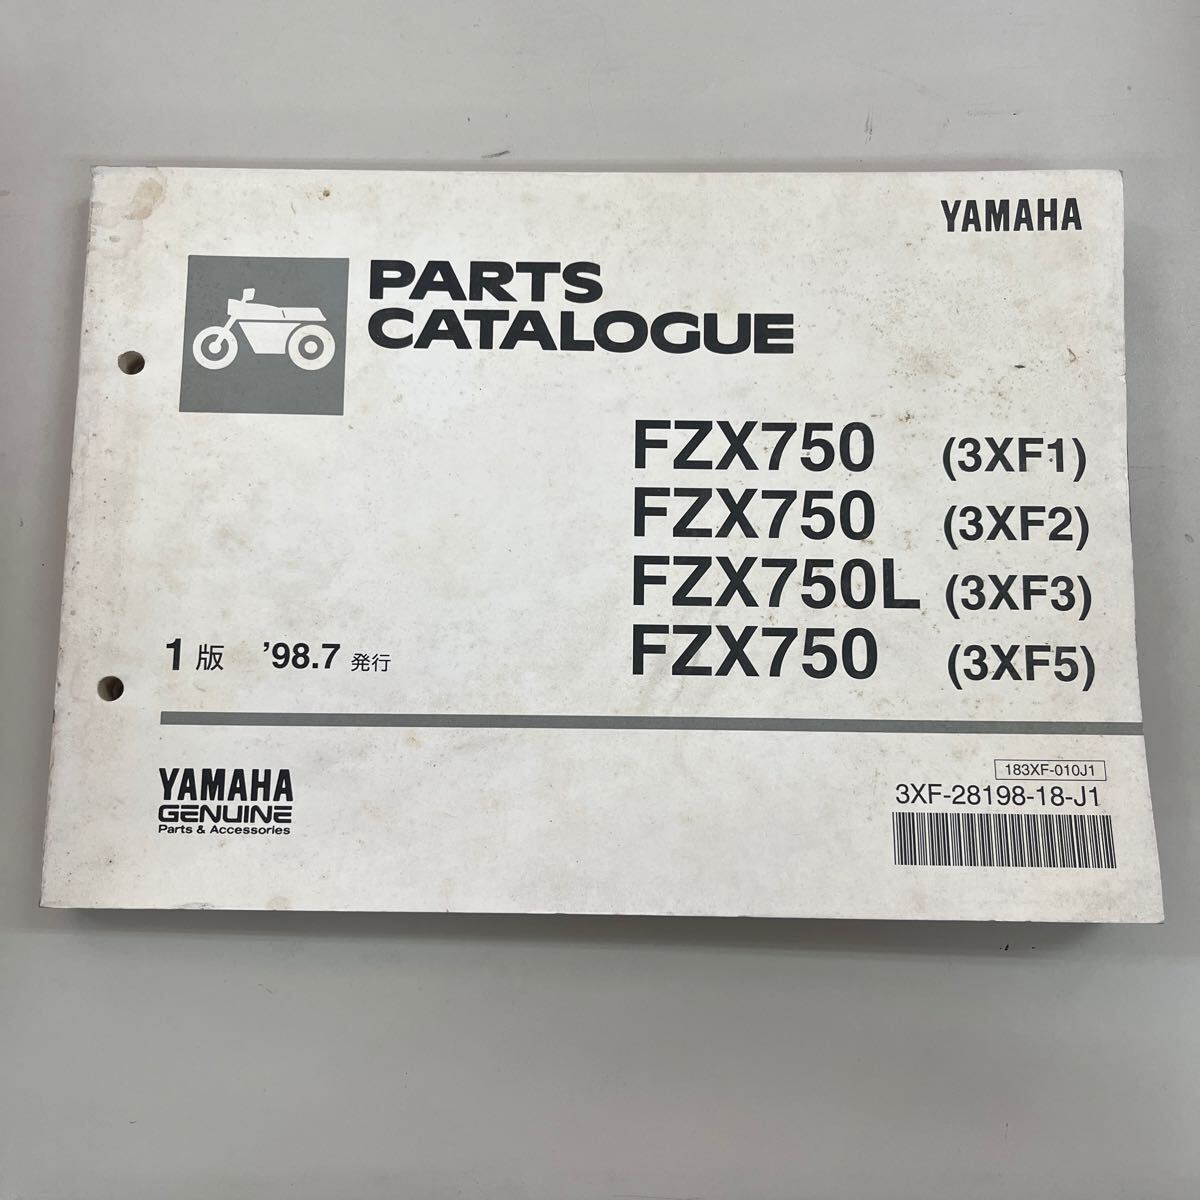 YAMAHA
PARTS
CATALOGUE
FZX750 (3XF1)
FZX750 (3XF2)
FZX750L (3XF3)
FZX750 (3XF5)
1版 ’98.7 発行
YAMAHA
GENUINE
Parts & Accessories
183XF-010J1
3XF-28198-18-J1